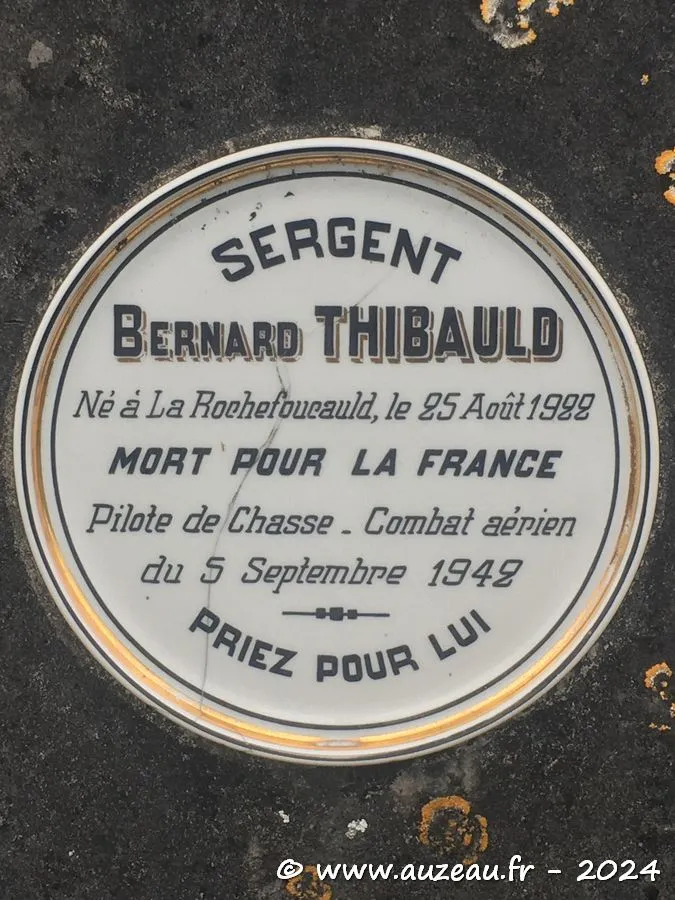 SERGENT
BERNARD THIBAULD
Né à La Rochefoucauld, le 25 Août 1922
MORT POUR LA FRANCE
Pilote de Chasse - Combat aérien
du 5 Septembre 1942
PRIEZ POUR LUI
© www.auzeau.fr - 2024